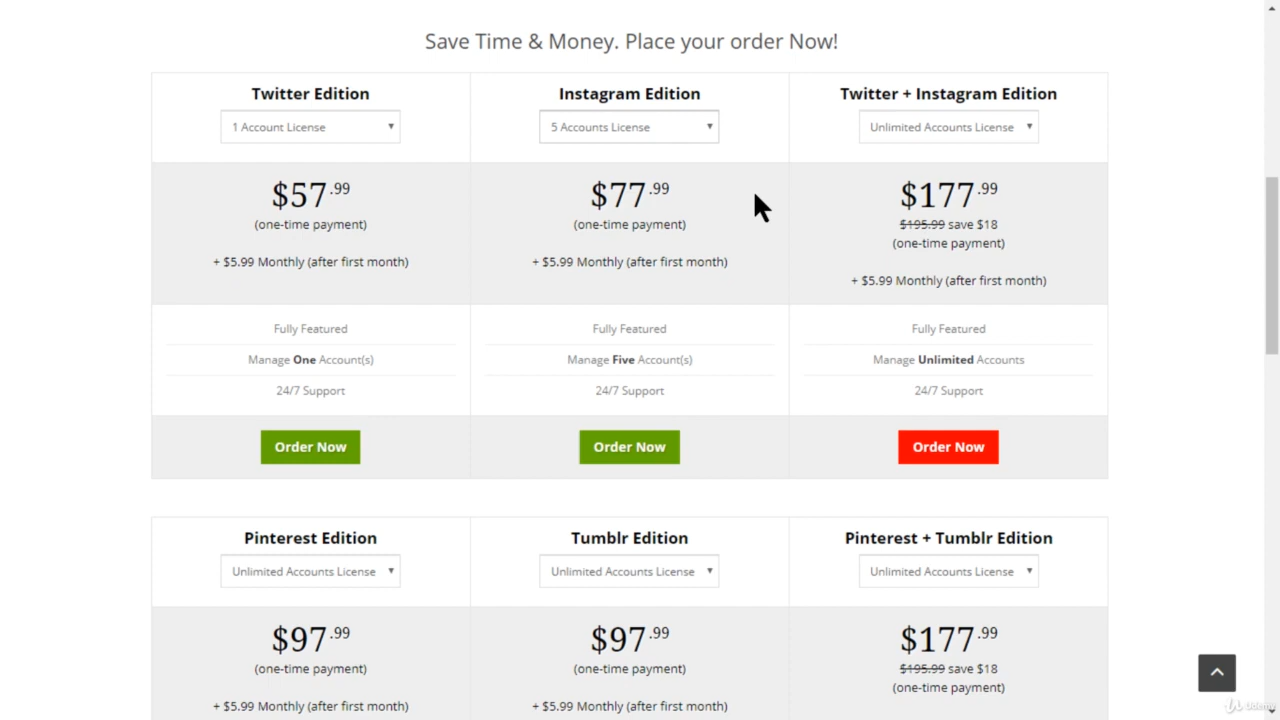 Save Time & Money. Place your order Now!
Twitter Edition
1 Account License
$57.99
(one-time payment)
+ $5.99 Monthly (after first month)
Fully Featured
Manage One Account(s)
24/7 Support
Order Now
Instagram Edition
5 Accounts License
$77.99
(one-time payment)
+ $5.99 Monthly (after first month)
Fully Featured
Manage Five Account(s)
24/7 Support
Order Now
Twitter + Instagram Edition
Unlimited Accounts License
$177.99
$195.99 save $18
(one-time payment)
+ $5.99 Monthly (after first month)
Fully Featured
Manage Unlimited Accounts
24/7 Support
Order Now
Pinterest Edition
Unlimited Accounts License
$97.99
(one-time payment)
+ $5.99 Monthly (after first month)
Tumblr Edition
Unlimited Accounts License
$97.99
(one-time payment)
+ $5.99 Monthly (after first month)
Pinterest + Tumblr Edition
Unlimited Accounts License
$177.99
$195.99 save $18
(one-time payment)
Udemy